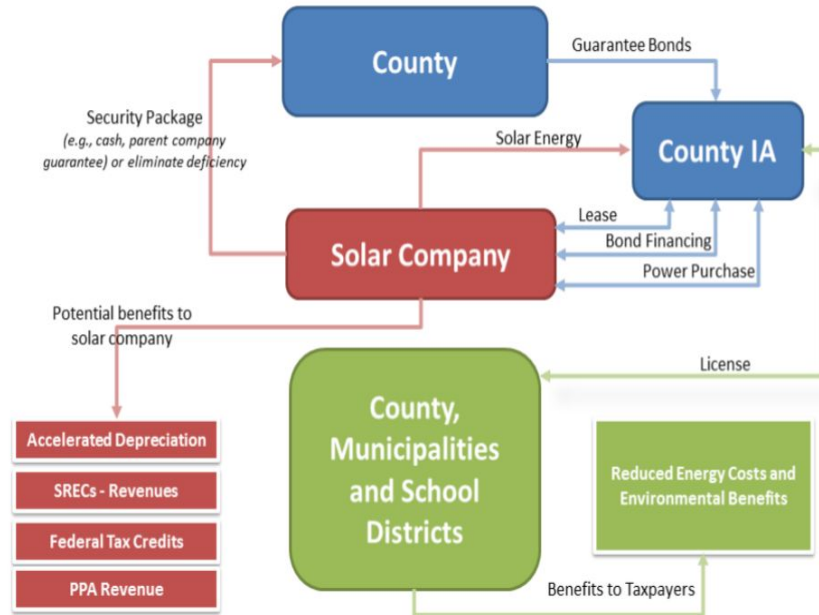 County
Guarantee Bonds
Security Package
(e.g., cash, parent company
guarantee) or eliminate deficiency
Solar Energy
County IA
Lease
Solar Company
Bond Financing
Power Purchase
Potential benefits to
solar company
License
County,
Municipalities
and School
Districts
Accelerated Depreciation
SRECs - Revenues
Federal Tax Credits
PPA Revenue
Reduced Energy Costs and
Environmental Benefits
Benefits to Taxpayers